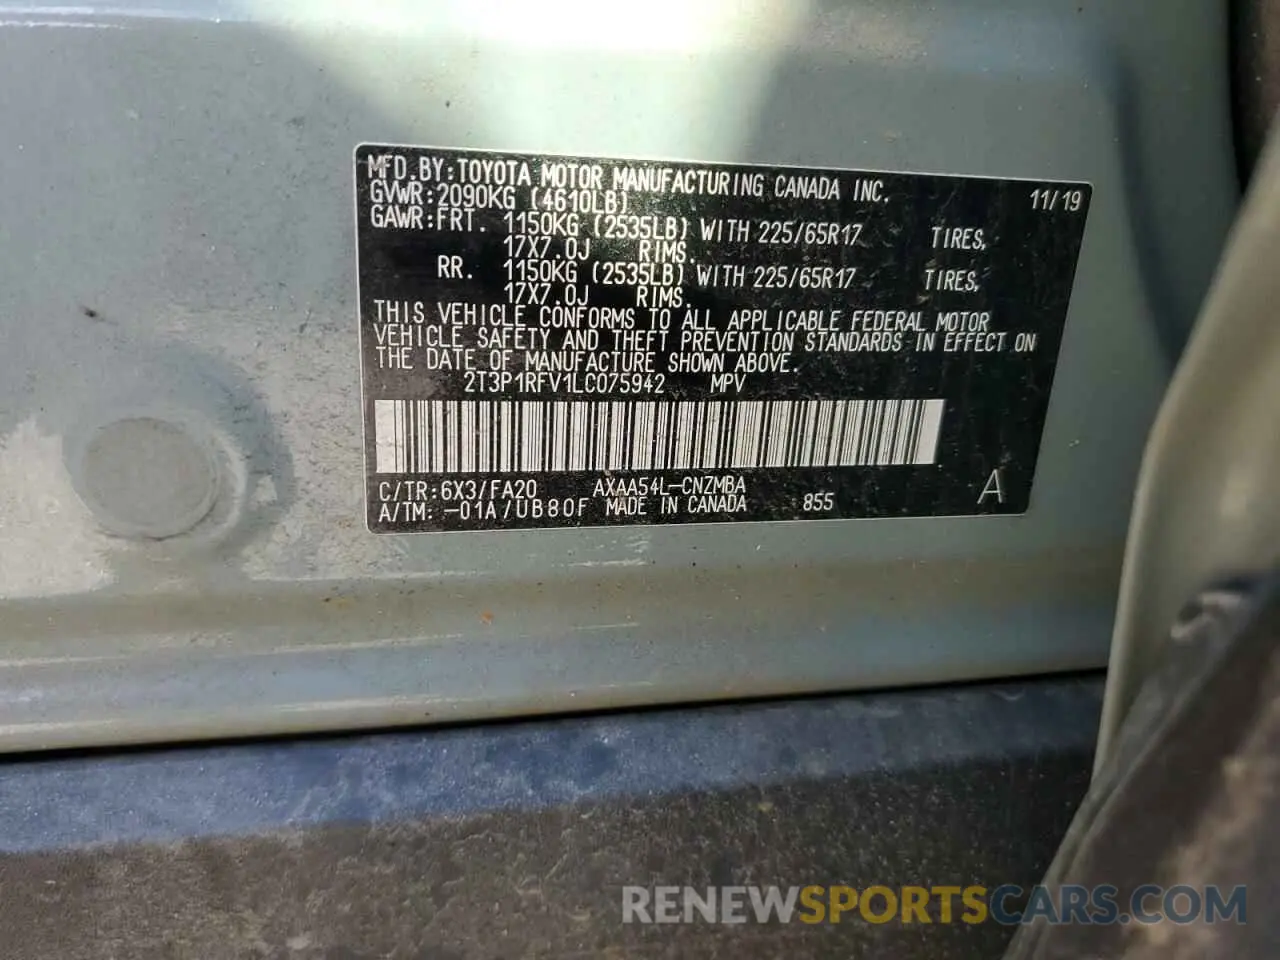 MFD.BY:TOYOTA MOTOR MANUFACTURING CANADA INC. 11/19
GVWR:2090KG (4610LB)
GAWR:FRT. 1150KG (2535LB) WITH 225/65R17 TIRES,
17X7.0J RIMS.
RR. 1150KG (2535LB) WITH 225/65R17 TIRES,
17X7.0J RIMS.
THIS VEHICLE CONFORMS TO ALL APPLICABLE FEDERAL MOTOR
VEHICLE SAFETY AND THEFT PREVENTION STANDARDS IN EFFECT ON
THE DATE OF MANUFACTURE SHOWN ABOVE.
2T3P1RFV1LC075942 MPV
C/TR:6X3/FA20 AXAA54L-CNZMBA A
A/TM:-01A/UB80F MADE IN CANADA 855
RENEWSPORTSCARS.COM